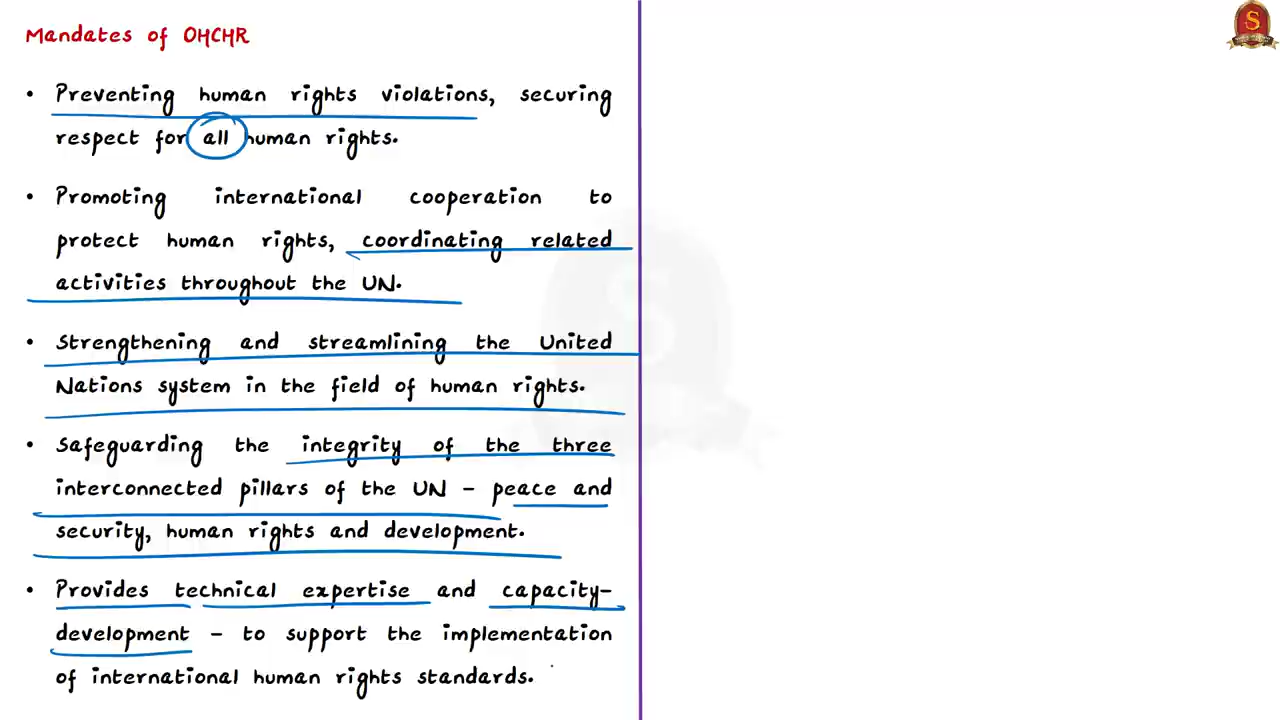 Mandates of OHCHR
• Preventing human rights violations, securing
respect for all human rights.
• Promoting international cooperation to
protect human rights, coordinating related
activities throughout the UN.
• Strengthening and streamlining the United
Nations system in the field of human rights.
• Safeguarding the integrity of the three
interconnected pillars of the UN – peace and
security, human rights and development.
• Provides technical expertise and capacity-
development – to support the implementation
of international human rights standards.
S